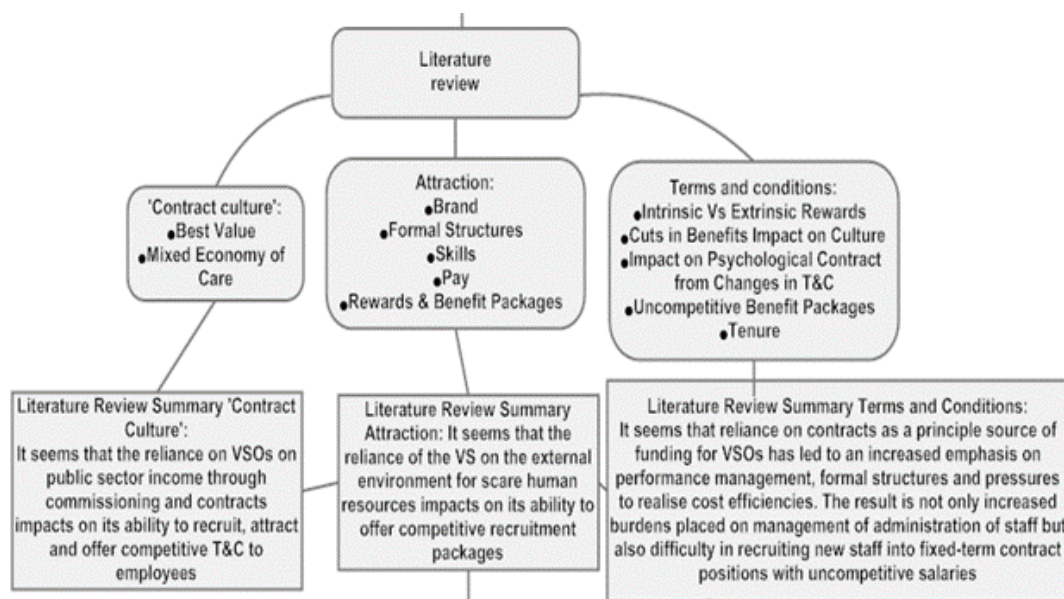 Literature
review
'Contract culture':
●Best Value
●Mixed Economy of
Care
Attraction:
●Brand
●Formal Structures
●Skills
●Pay
●Rewards & Benefit Packages
Terms and conditions:
●Intrinsic Vs Extrinsic Rewards
●Cuts in Benefits Impact on Culture
●Impact on Psychological Contract
from Changes in T&C
●Uncompetitive Benefit Packages
●Tenure
Literature Review Summary 'Contract
Culture':
It seems that the reliance on VSOs on
public sector income through
commissioning and contracts
impacts on its ability to recruit, attract
and offer competitive T&C to
employees
Literature Review Summary
Attraction: It seems that the
reliance of the VS on the external
environment for scare human
resources impacts on its ability to
offer competitive recruitment
packages
Literature Review Summary Terms and Conditions:
It seems that reliance on contracts as a principle source of
funding for VSOs has led to an increased emphasis on
performance management, formal structures and pressures
to realise cost efficiencies. The result is not only increased
burdens placed on management of administration of staff but
also difficulty in recruiting new staff into fixed-term contract
positions with uncompetitive salaries